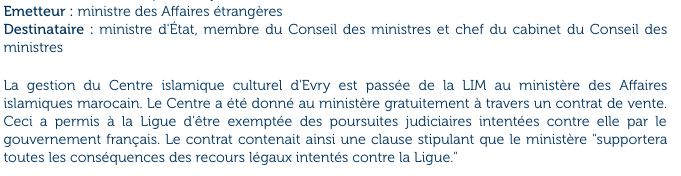 Emetteur : ministre des Affaires étrangères
Destinataire : ministre d'État, membre du Conseil des ministres et chef du cabinet du Conseil des
ministres
La gestion du Centre islamique culturel d'Evry est passée de la LIM au ministère des Affaires
islamiques marocain. Le Centre a été donné au ministère gratuitement à travers un contrat de vente.
Ceci a permis à la Ligue d'être exemptée des poursuites judiciaires intentées contre elle par le
gouvernement français. Le contrat contenait ainsi une clause stipulant que le ministère "supportera
toutes les conséquences des recours légaux intentés contre la Ligue."